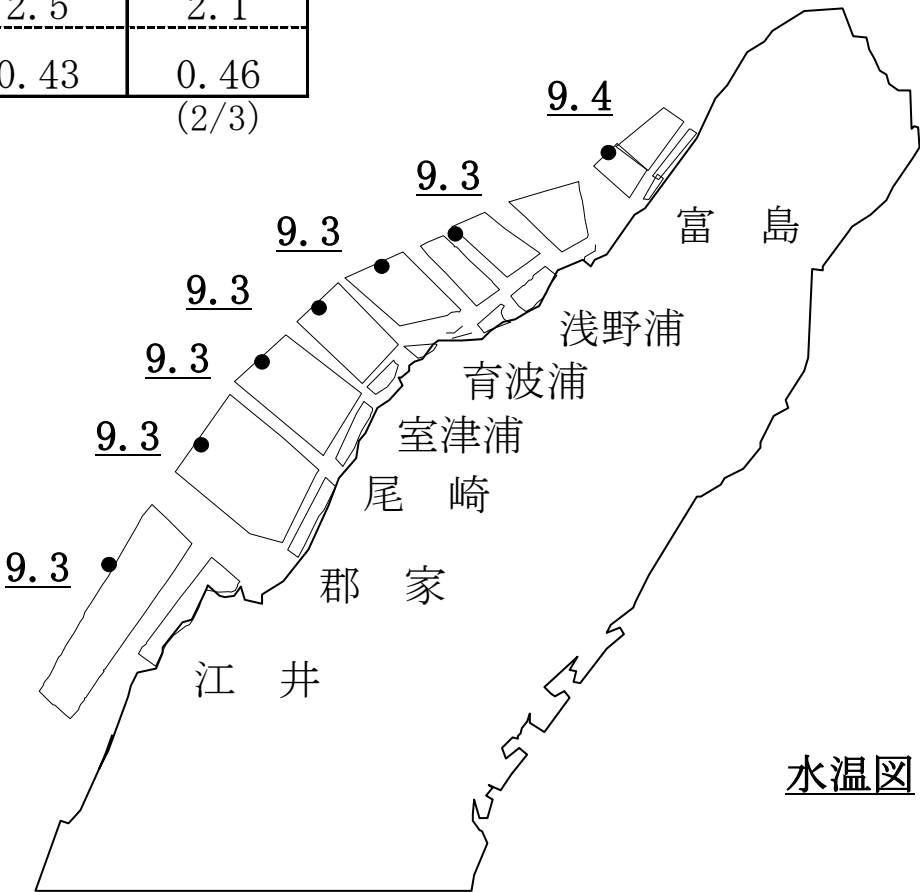 2.5 2.1
0.43 0.46
(2/3)
9.4
9.3
富 島
9.3
9.3
浅野浦
9.3
育波浦
9.3
室津浦
尾 崎
9.3
郡 家
江 井
水温図